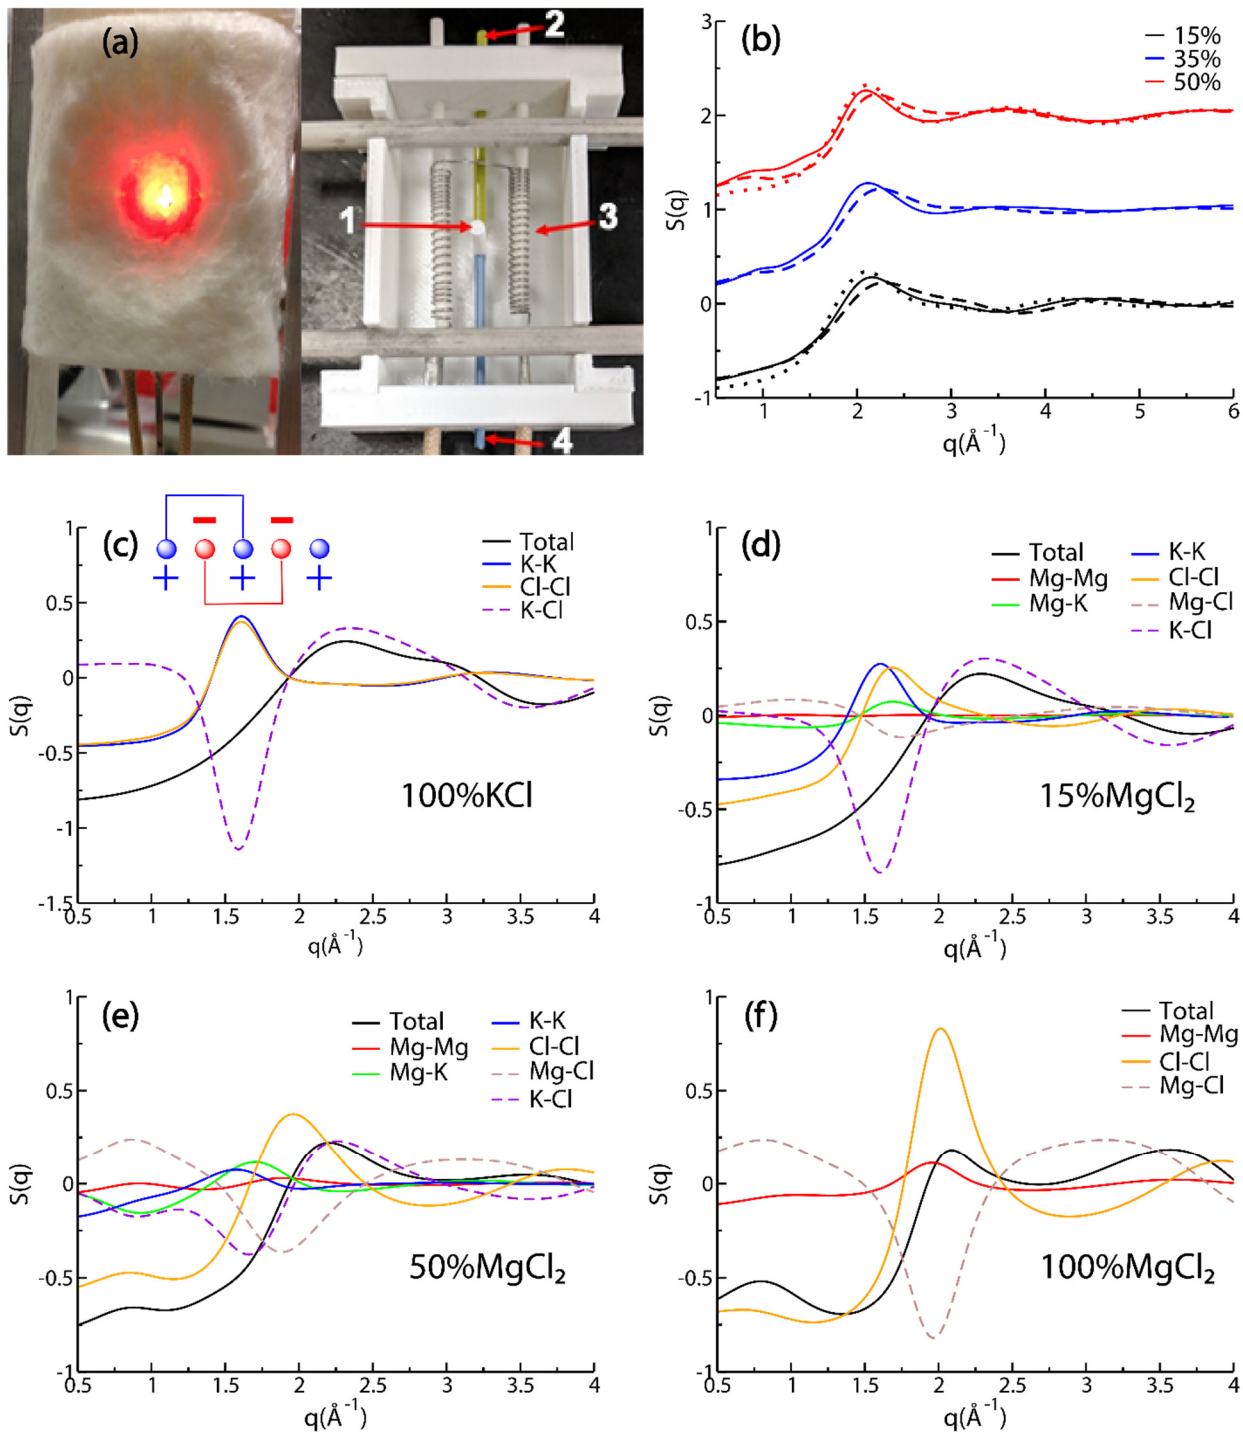 (a)
2
1
3
4
(b)
15%
35%
50%
3
2
1
0
-1
S(q)
1 2 3 4 5 6
q(Å⁻¹)
(c)
+ + +
Total
K-K
Cl-Cl
K-Cl
1
0.5
0
-0.5
-1
-1.5
S(q)
100%KCl
0.5 1 1.5 2 2.5 3 3.5 4
q(Å⁻¹)
(d)
Total K-K
Mg-Mg Cl-Cl
Mg-K Mg-Cl
K-Cl
1
0.5
0
-0.5
-1
S(q)
15%MgCl₂
0.5 1 1.5 2 2.5 3 3.5 4
q(Å⁻¹)
(e)
Total K-K
Mg-Mg Cl-Cl
Mg-K Mg-Cl
K-Cl
1
0.5
0
-0.5
-1
S(q)
50%MgCl₂
0.5 1 1.5 2 2.5 3 3.5 4
q(Å⁻¹)
(f)
Total
Mg-Mg
Cl-Cl
Mg-Cl
1
0.5
0
-0.5
-1
S(q)
100%MgCl₂
0.5 1 1.5 2 2.5 3 3.5 4
q(Å⁻¹)